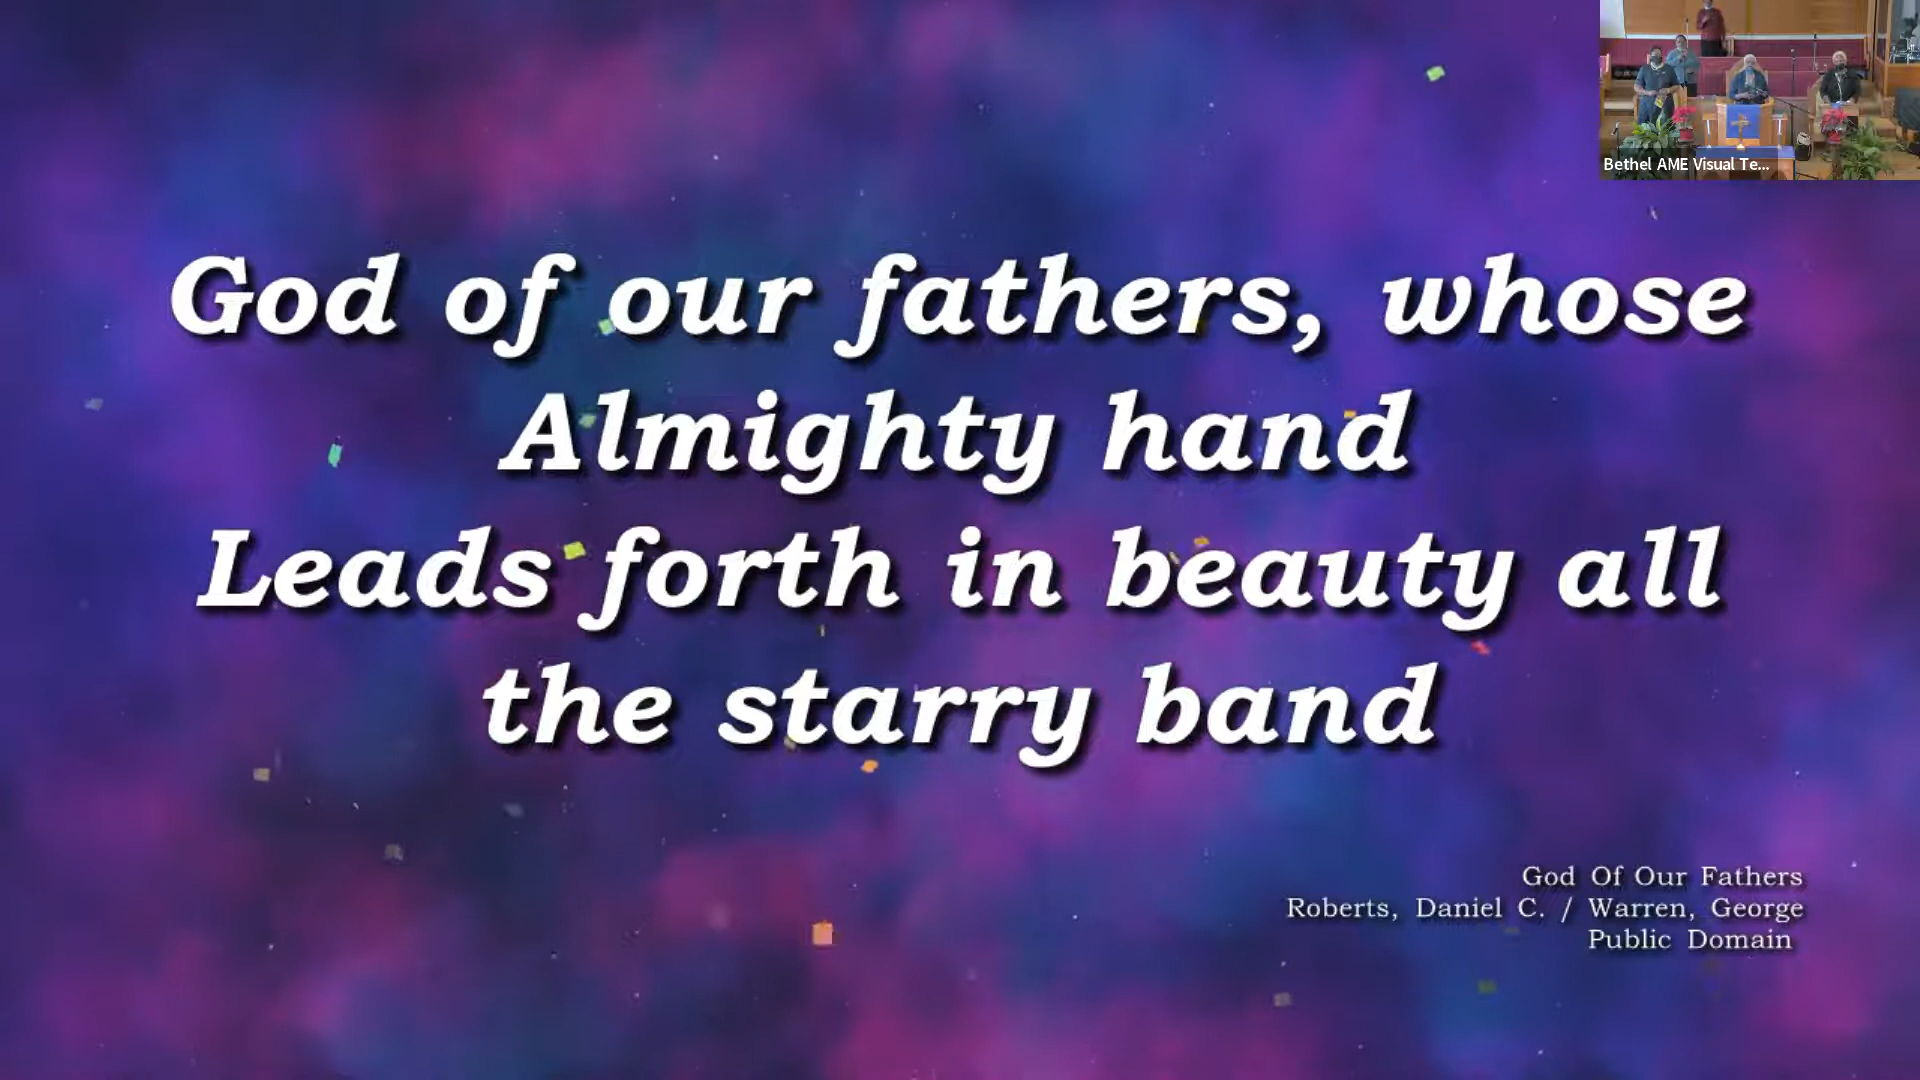 Bethel AME Visual Te...
God of our fathers, whose
Almighty hand
Leads forth in beauty all
the starry band
God Of Our Fathers
Roberts, Daniel C. / Warren, George
Public Domain